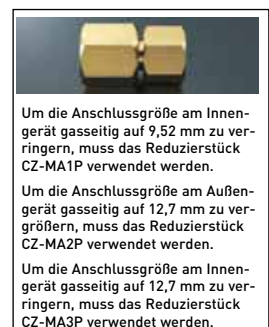 Um die Anschlussgröße am Innen-
gerät gasseitig auf 9,52 mm zu ver-
ringern, muss das Reduzierstück
CZ-MA1P verwendet werden.
Um die Anschlussgröße am Außen-
gerät gasseitig auf 12,7 mm zu ver-
größern, muss das Reduzierstück
CZ-MA2P verwendet werden.
Um die Anschlussgröße am Innen-
gerät gasseitig auf 12,7 mm zu ver-
ringern, muss das Reduzierstück
CZ-MA3P verwendet werden.